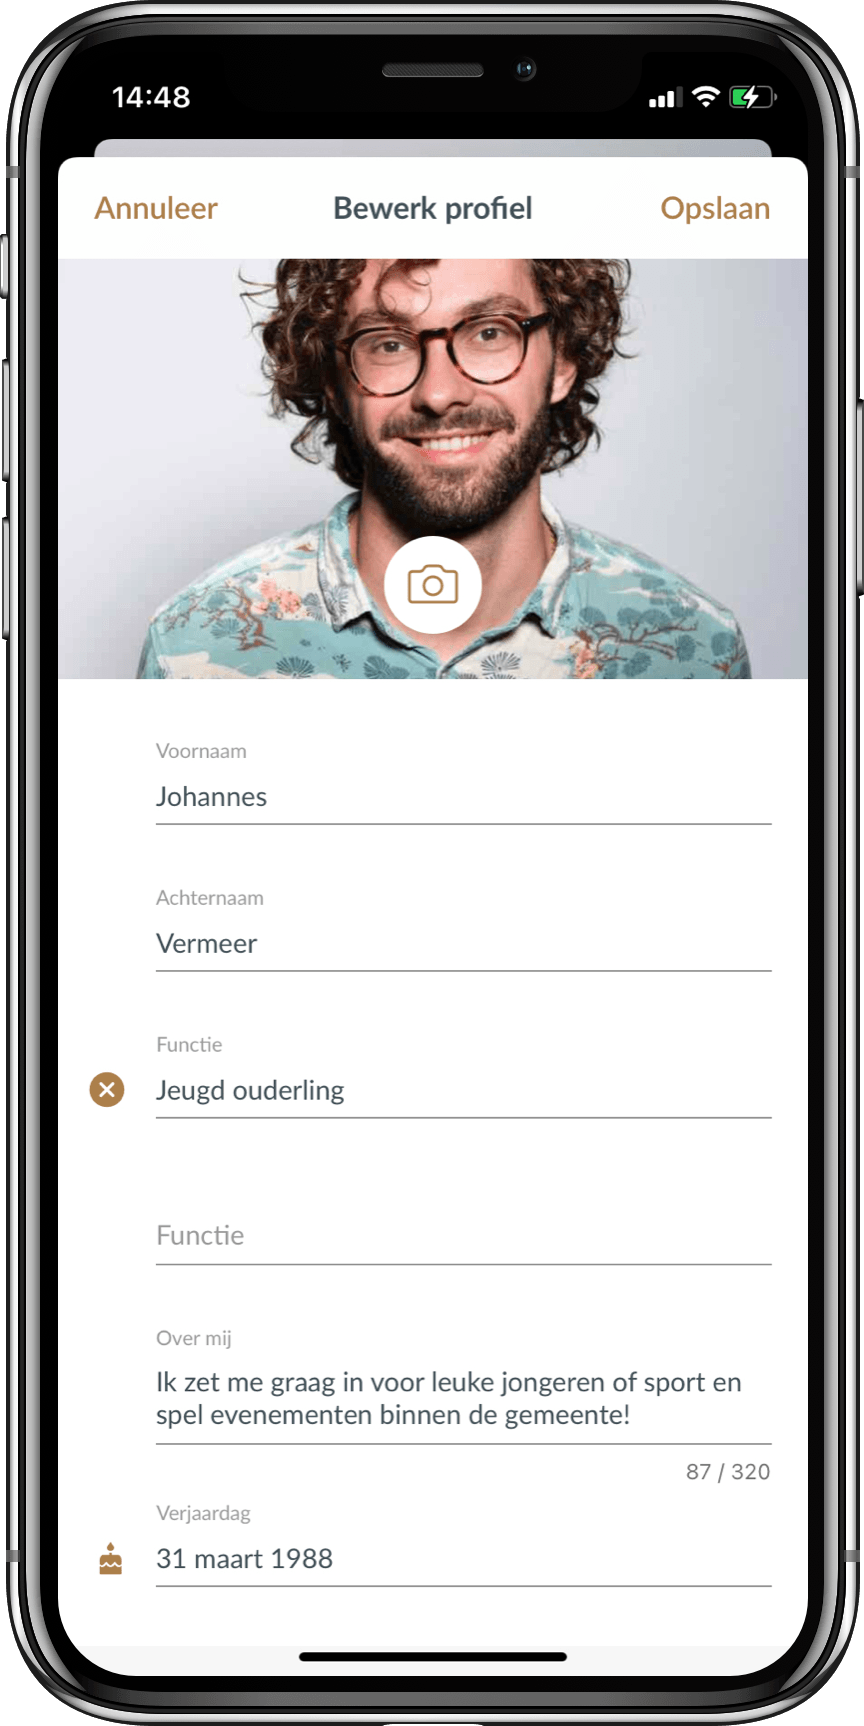 14:48
Annuleer Bewerk profiel Opslaan
Voornaam
Johannes
Achternaam
Vermeer
Functie
Jeugd ouderling
Functie
Over mij
Ik zet me graag in voor leuke jongeren of sport en
spel evenementen binnen de gemeente!
87 / 320
Verjaardag
31 maart 1988